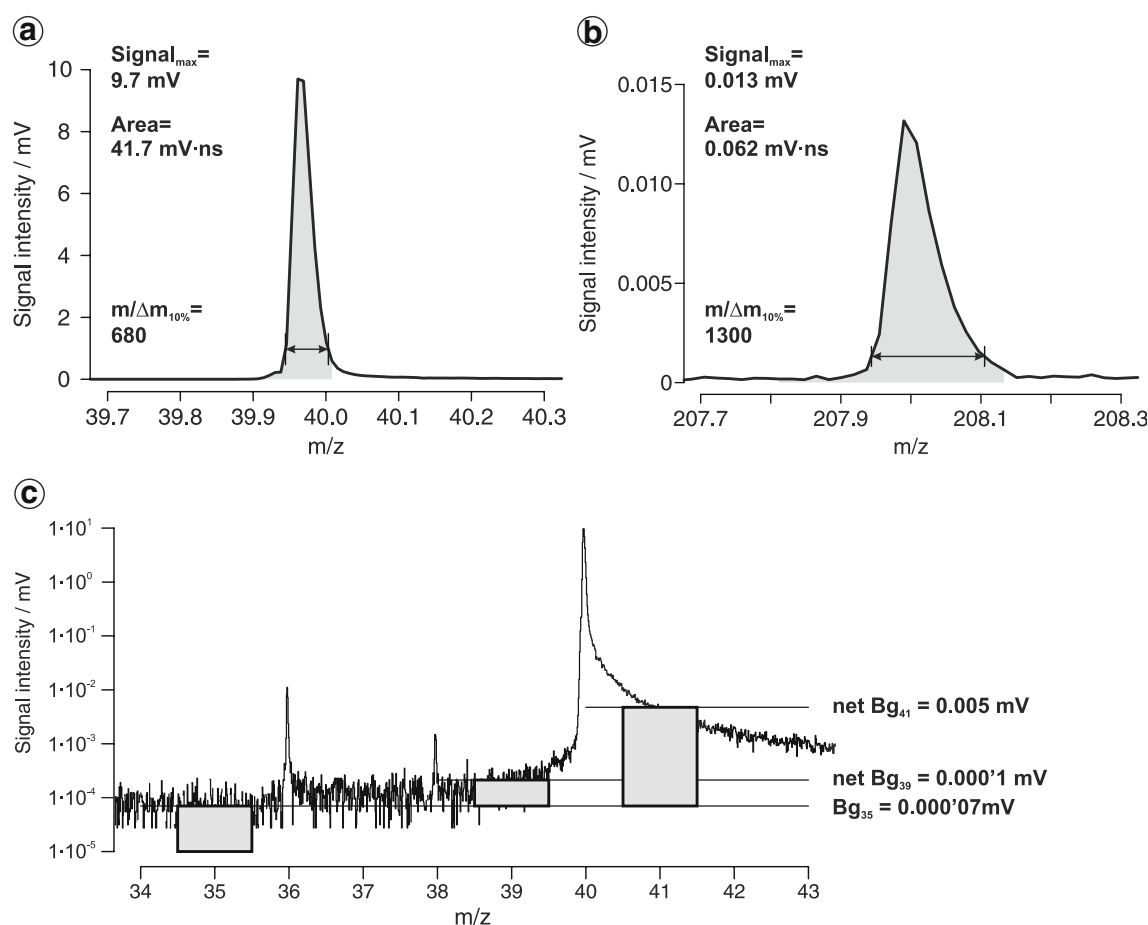 a
Signalmax=
9.7 mV
Area=
41.7 mV·ns
m/Δm10%=
680
Signal intensity / mV
10
8
6
4
2
0
39.7 39.8 39.9 40.0 40.1 40.2 40.3
m/z
b
Signalmax=
0.013 mV
Area=
0.062 mV·ns
m/Δm10%=
1300
Signal intensity / mV
0.015
0.010
0.005
0
207.7 207.9 208.1 208.3
m/z
c
Signal intensity / mV
1·10¹
1·10⁰
1·10⁻¹
1·10⁻²
1·10⁻³
1·10⁻⁴
1·10⁻⁵
net Bg41 = 0.005 mV
net Bg39 = 0.000'1 mV
Bg35 = 0.000'07mV
34 35 36 37 38 39 40 41 42 43
m/z